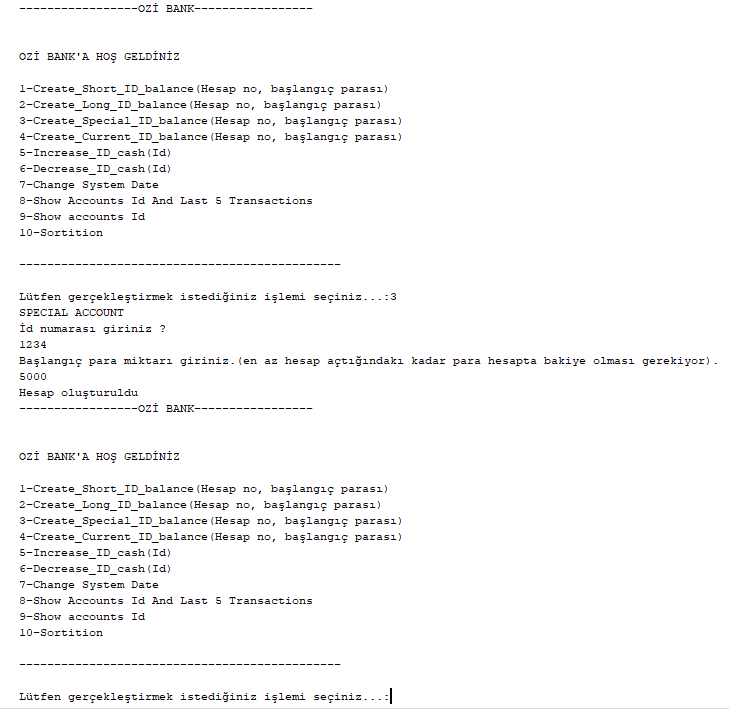 -----------------OZİ BANK-----------------
OZİ BANK'A HOŞ GELDİNİZ
1-Create_Short_ID_balance(Hesap no, başlangıç parası)
2-Create_Long_ID_balance(Hesap no, başlangıç parası)
3-Create_Special_ID_balance(Hesap no, başlangıç parası)
4-Create_Current_ID_balance(Hesap no, başlangıç parası)
5-Increase_ID_cash(Id)
6-Decrease_ID_cash(Id)
7-Change System Date
8-Show Accounts Id And Last 5 Transactions
9-Show accounts Id
10-Sortition
----------------------------------------------
Lütfen gerçekleştirmek istediğiniz işlemi seçiniz...:3
SPECIAL ACCOUNT
İd numarası giriniz ?
1234
Başlangıç para miktarı giriniz.(en az hesap açtığındakı kadar para hesapta bakiye olması gerekiyor).
5000
Hesap oluşturuldu
-----------------OZİ BANK-----------------
OZİ BANK'A HOŞ GELDİNİZ
1-Create_Short_ID_balance(Hesap no, başlangıç parası)
2-Create_Long_ID_balance(Hesap no, başlangıç parası)
3-Create_Special_ID_balance(Hesap no, başlangıç parası)
4-Create_Current_ID_balance(Hesap no, başlangıç parası)
5-Increase_ID_cash(Id)
6-Decrease_ID_cash(Id)
7-Change System Date
8-Show Accounts Id And Last 5 Transactions
9-Show accounts Id
10-Sortition
----------------------------------------------
Lütfen gerçekleştirmek istediğiniz işlemi seçiniz...: